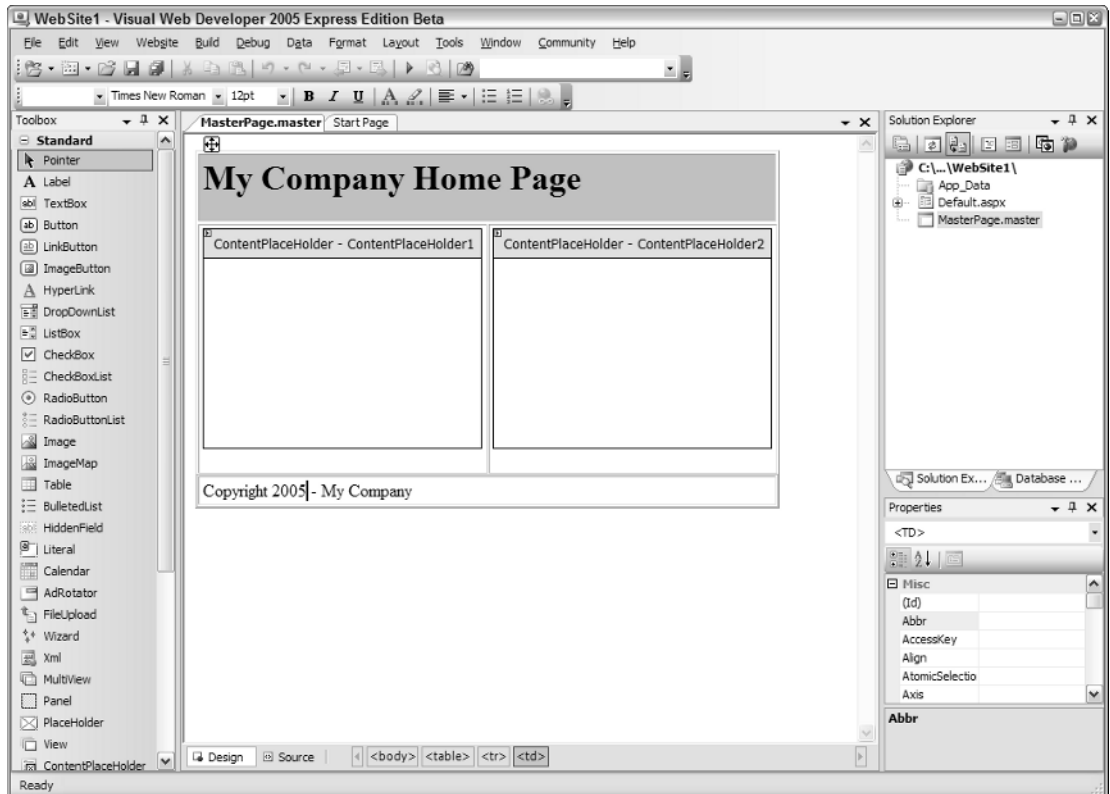 WebSite1 - Visual Web Developer 2005 Express Edition Beta
File Edit View Website Build Debug Data Format Layout Tools Window Community Help
Times New Roman 12pt B I U A
Toolbox
Standard
Pointer
A Label
abl TextBox
ab Button
ab LinkButton
ImageButton
A HyperLink
DropDownList
ListBox
CheckBox
CheckBoxList
RadioButton
RadioButtonList
Image
ImageMap
Table
BulletedList
HiddenField
Literal
Calendar
AdRotator
FileUpload
Wizard
Xml
MultiView
Panel
PlaceHolder
View
ContentPlaceHolder
MasterPage.master Start Page
My Company Home Page
ContentPlaceHolder - ContentPlaceHolder1
ContentPlaceHolder - ContentPlaceHolder2
Copyright 2005 - My Company
Design Source <body> <table> <tr> <td>
Solution Explorer
C:\...\WebSite1\
App_Data
Default.aspx
MasterPage.master
Solution Ex... Database ...
Properties
<TD>
Misc
(Id)
Abbr
AccessKey
Align
AtomicSelectio
Axis
Abbr
Ready